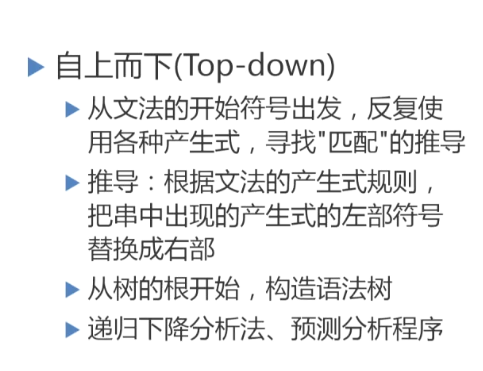 自上而下(Top-down)
从文法的开始符号出发，反复使
用各种产生式，寻找"匹配"的推导
推导：根据文法的产生式规则，
把串中出现的产生式的左部符号
替换成右部
从树的根开始，构造语法树
递归下降分析法、预测分析程序